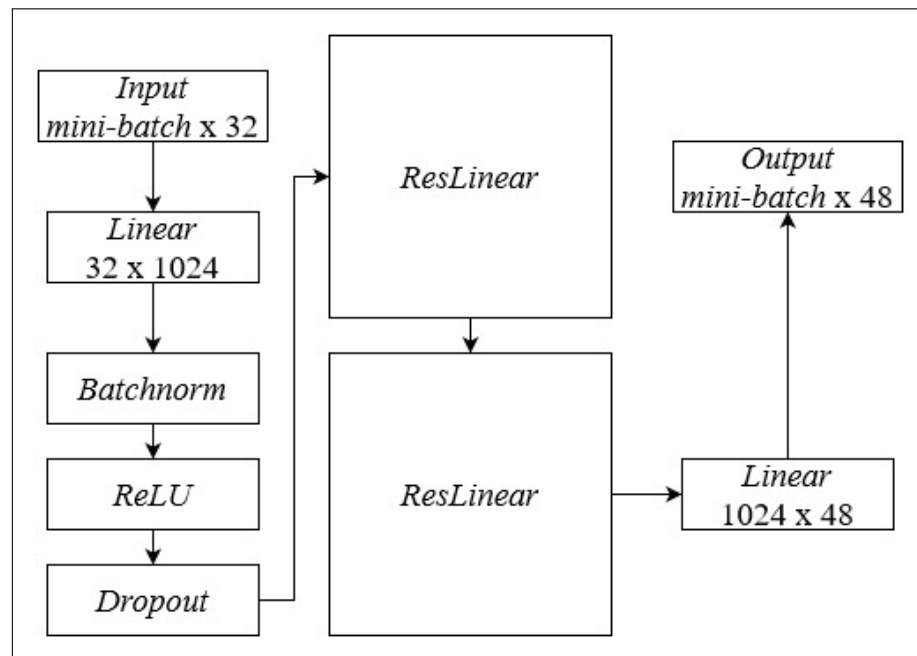 Input
mini-batch x 32
Linear
32 x 1024
Batchnorm
ReLU
Dropout
ResLinear
ResLinear
Linear
1024 x 48
Output
mini-batch x 48